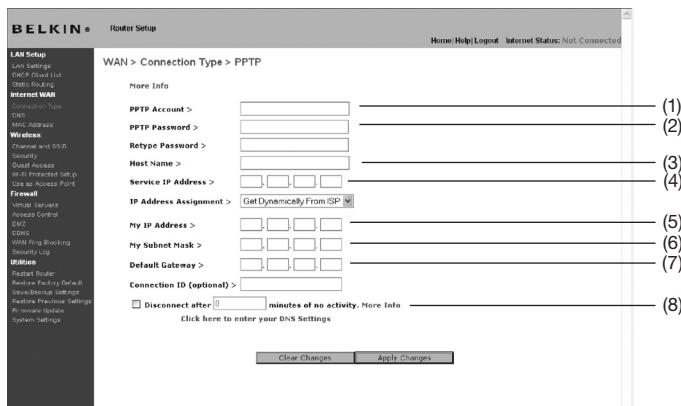 BELKIN Router Setup
Home| Help| Logout Internet Status: Not Connected
LAN Setup
LAN Settings
DHCP Client List
Static Routing
Internet WAN
Connection Type
DNS
MAC Address
Wireless
Channel and SSID
Security
Guest Access
Wi-Fi Protected Setup
Use as Access Point
Firewall
Virtual Servers
Access Control
DMZ
DDNS
WAN Ping Blocking
Security Log
Utilities
Restart Router
Restore Factory Default
Save/Backup Settings
Restore Previous Settings
Firmware Update
System Settings
WAN > Connection Type > PPTP
More Info
PPTP Account > (1)
PPTP Password > (2)
Retype Password >
Host Name > (3)
Service IP Address > . . . (4)
IP Address Assignment > Get Dynamically From ISP
My IP Address > . . . (5)
My Subnet Mask > . . . (6)
Default Gateway > . . . (7)
Connection ID (optional) >
Disconnect after 0 minutes of no activity. More Info (8)
Click here to enter your DNS Settings
Clear Changes Apply Changes